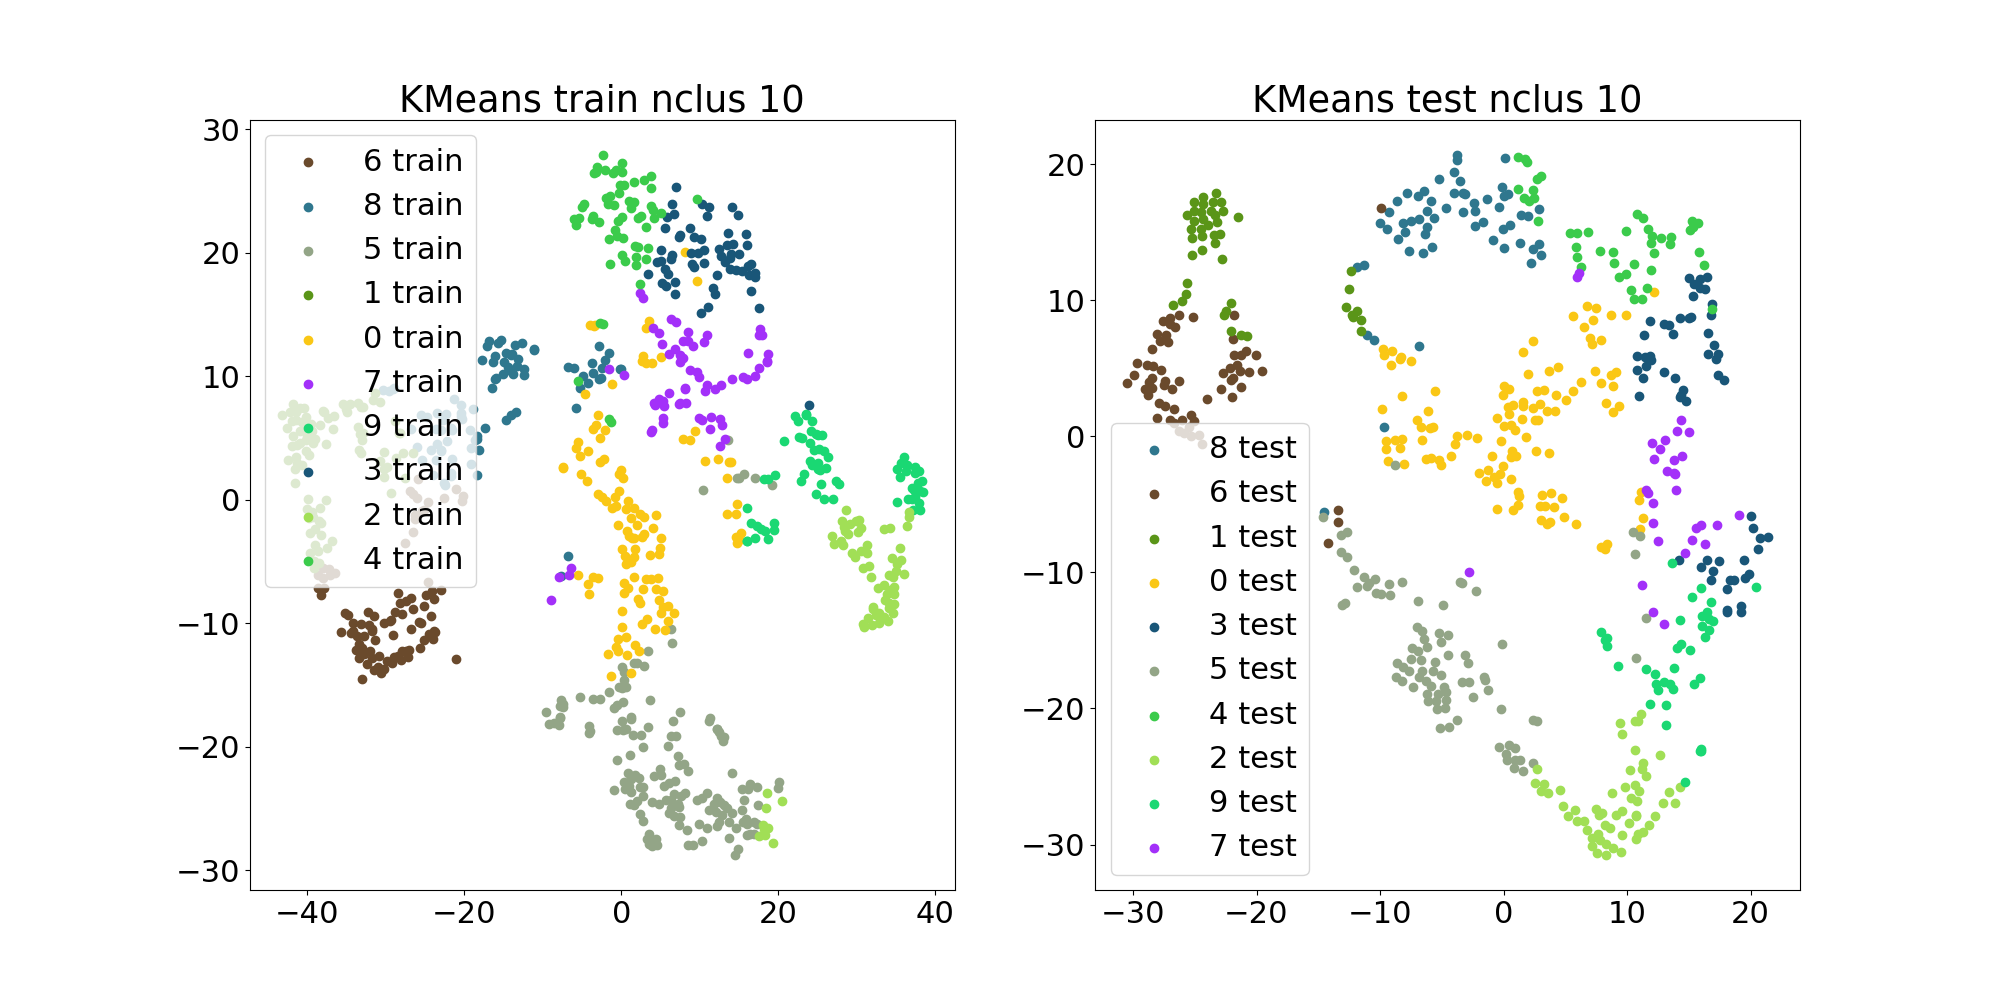 KMeans train nclus 10
30
20
10
0
−10
−20
−30
−40
−20
0
20
40
6 train
8 train
5 train
1 train
0 train
7 train
9 train
3 train
2 train
4 train
KMeans test nclus 10
20
10
0
−10
−20
−30
−30
−20
−10
0
10
20
8 test
6 test
1 test
0 test
3 test
5 test
4 test
2 test
9 test
7 test